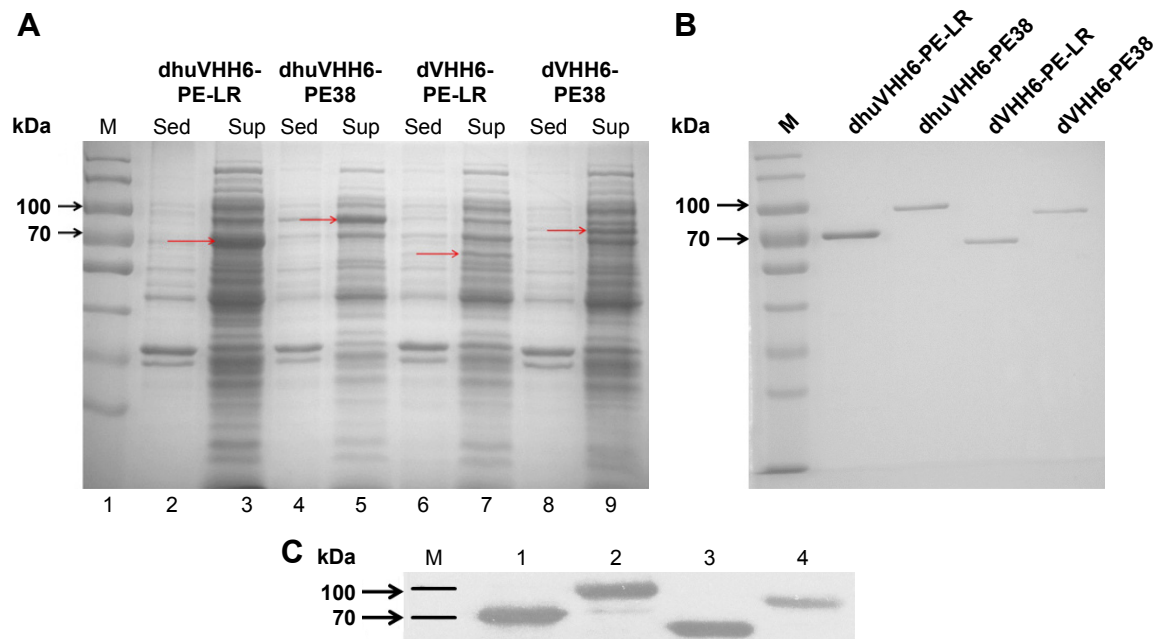 A
dhuVHH6-PE-LR dhuVHH6-PE38 dVHH6-PE-LR dVHH6-PE38
kDa M Sed Sup Sed Sup Sed Sup Sed Sup
100
70
1 2 3 4 5 6 7 8 9
B
kDa M dhuVHH6-PE-LR dhuVHH6-PE38 dVHH6-PE-LR dVHH6-PE38
100
70
C kDa M 1 2 3 4
100
70